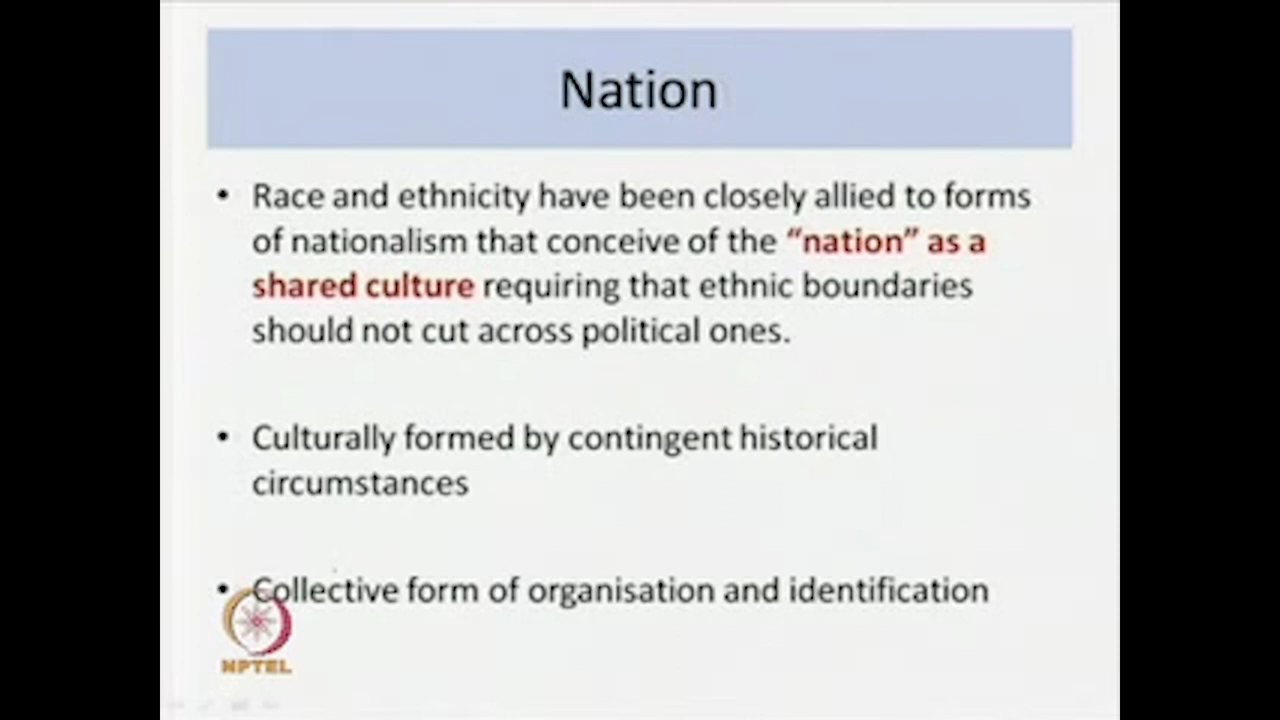 Nation
• Race and ethnicity have been closely allied to forms
of nationalism that conceive of the “nation” as a
shared culture requiring that ethnic boundaries
should not cut across political ones.
• Culturally formed by contingent historical
circumstances
• Collective form of organisation and identification
NPTEL